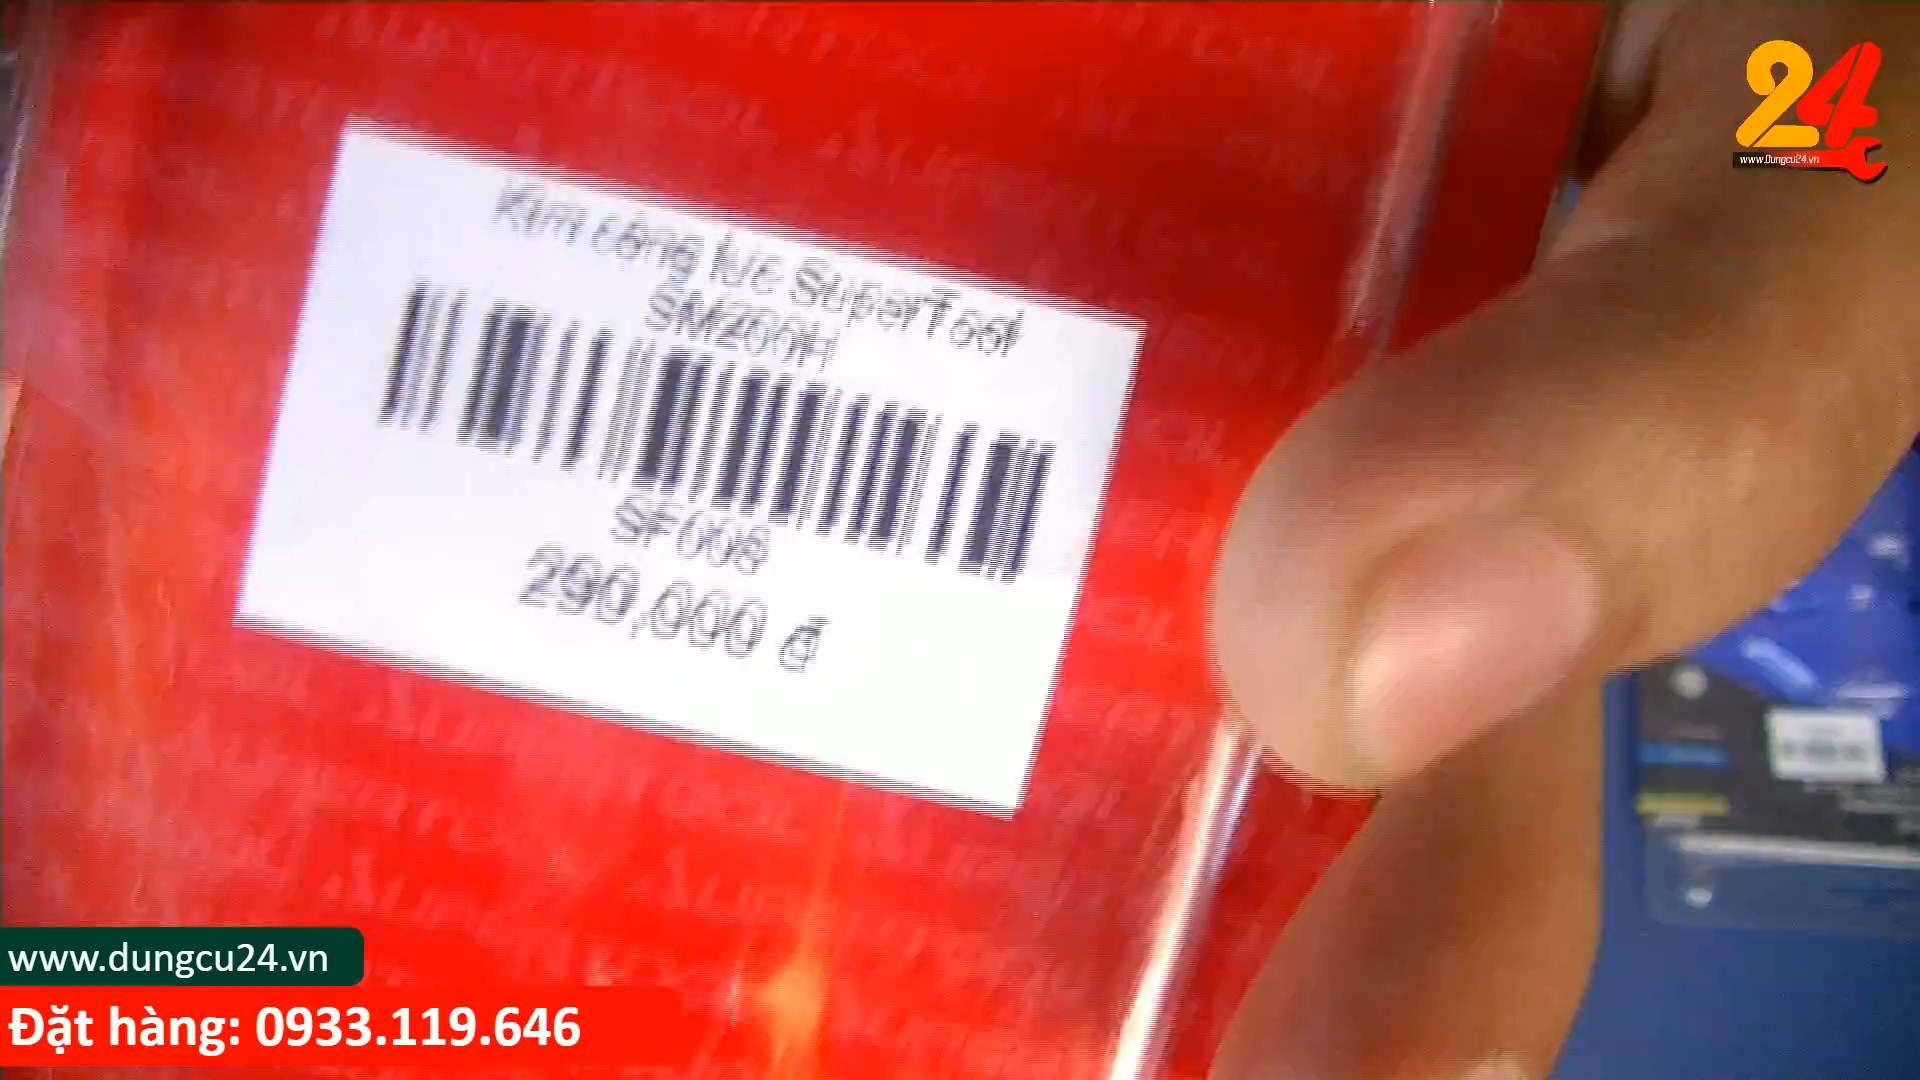 24
www.Dungcu24.vn
Kìm cộng lực SuperTool
SM200H
290,000 đ
www.dungcu24.vn
Đặt hàng: 0933.119.646